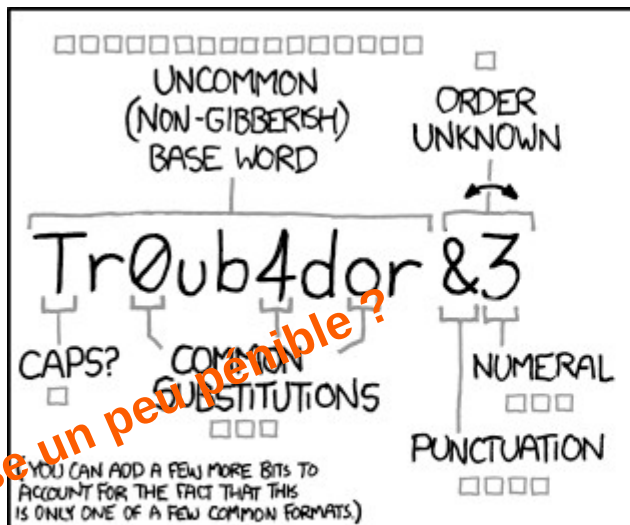 UNCOMMON
(NON-GIBBERISH)
BASE WORD
ORDER
UNKNOWN
Tr0ub4dor &3
CAPS?
COMMON
SUBSTITUTIONS
NUMERAL
PUNCTUATION
un peu pénible ?
(YOU CAN ADD A FEW MORE BITS TO
ACCOUNT FOR THE FACT THAT THIS
IS ONLY ONE OF A FEW COMMON FORMATS.)